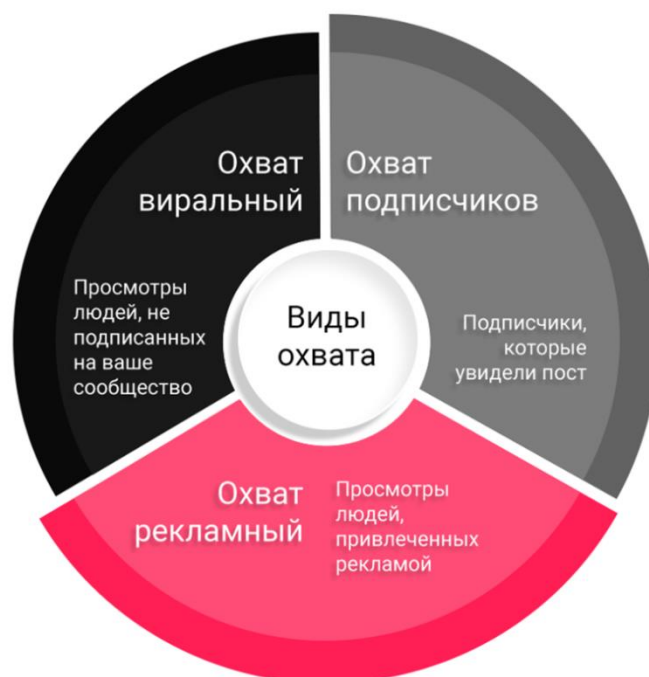 Охват
виральный
Просмотры
людей, не
подписанных
на ваше
сообщество
Охват
подписчиков
Подписчики,
которые
увидели пост
Виды
охвата
Охват
рекламный
Просмотры
людей,
привлеченных
рекламой